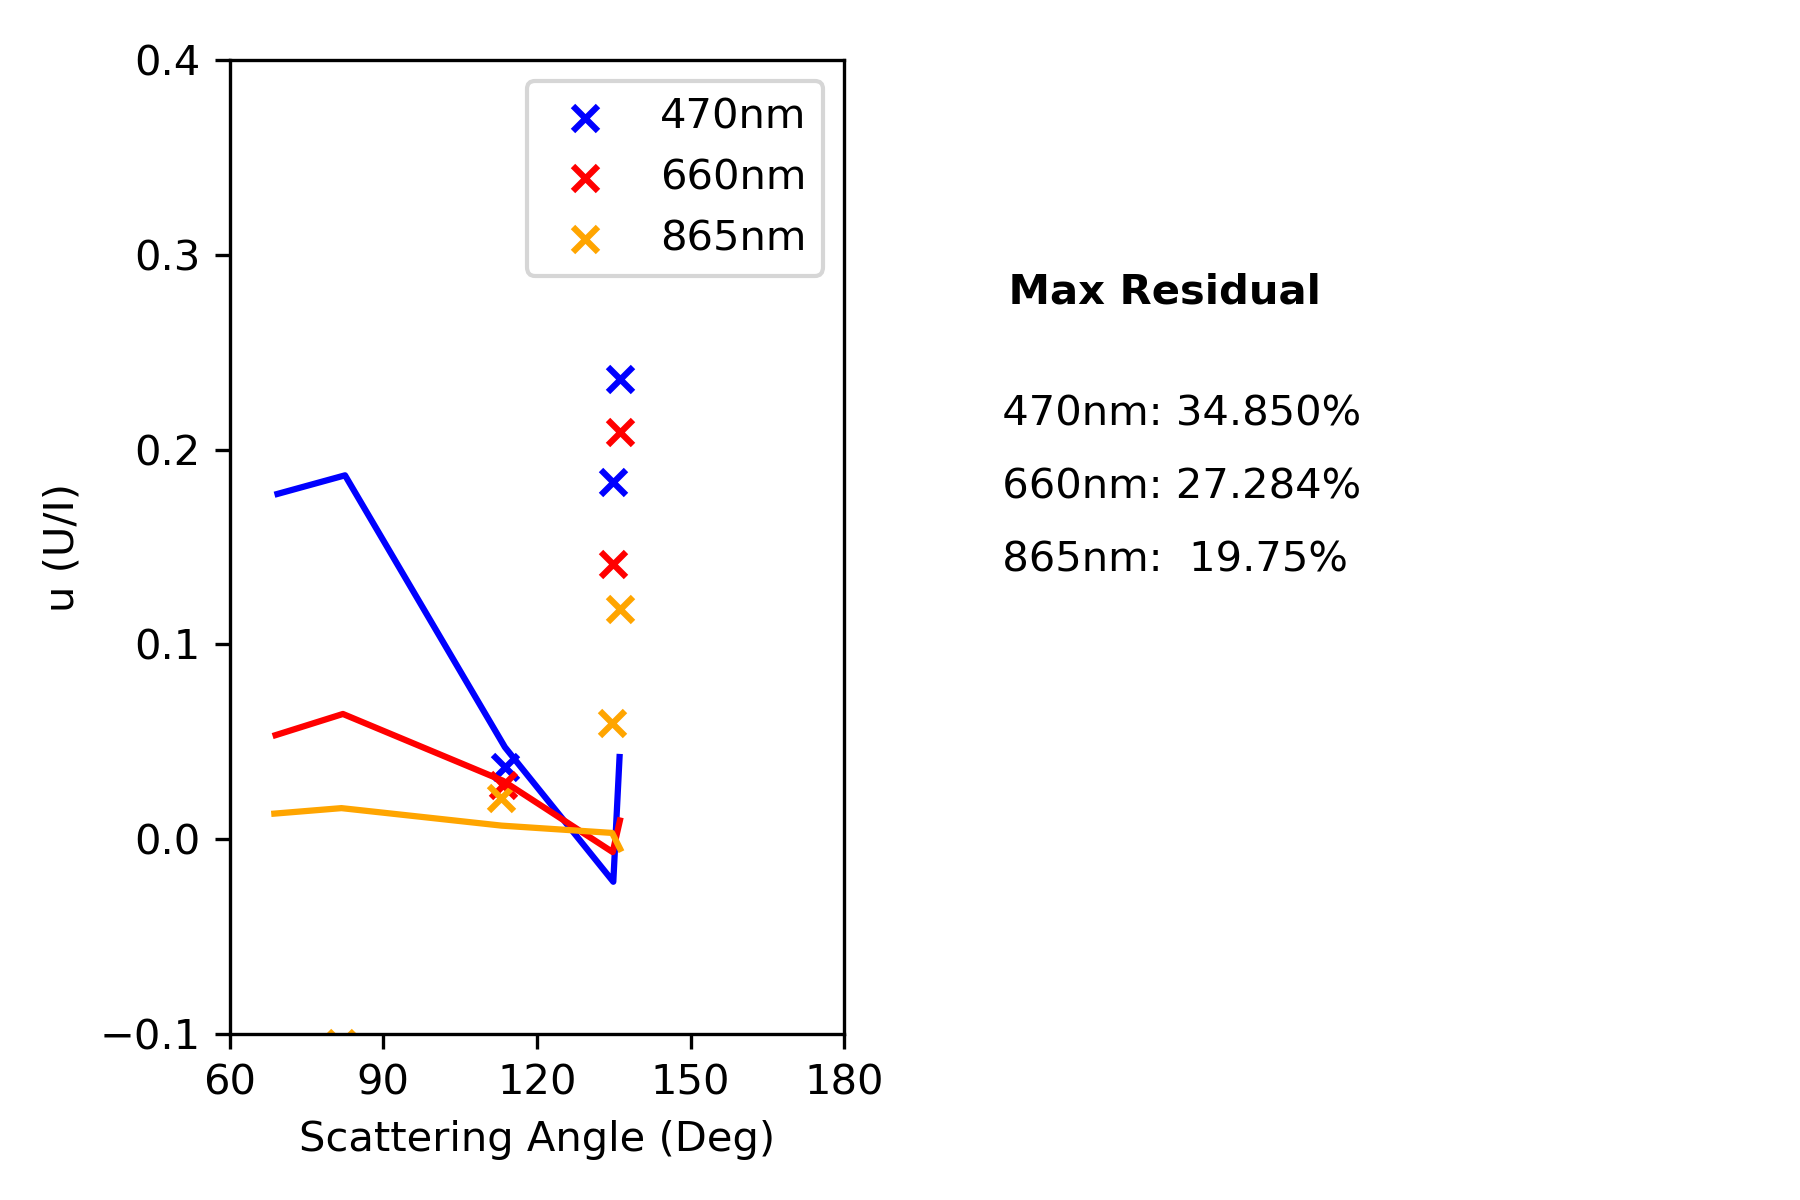 0.4
0.3
0.2
0.1
0.0
−0.1
60 90 120 150 180
Scattering Angle (Deg)
u (U/I)
470nm
660nm
865nm
Max Residual
470nm: 34.850%
660nm: 27.284%
865nm:  19.75%